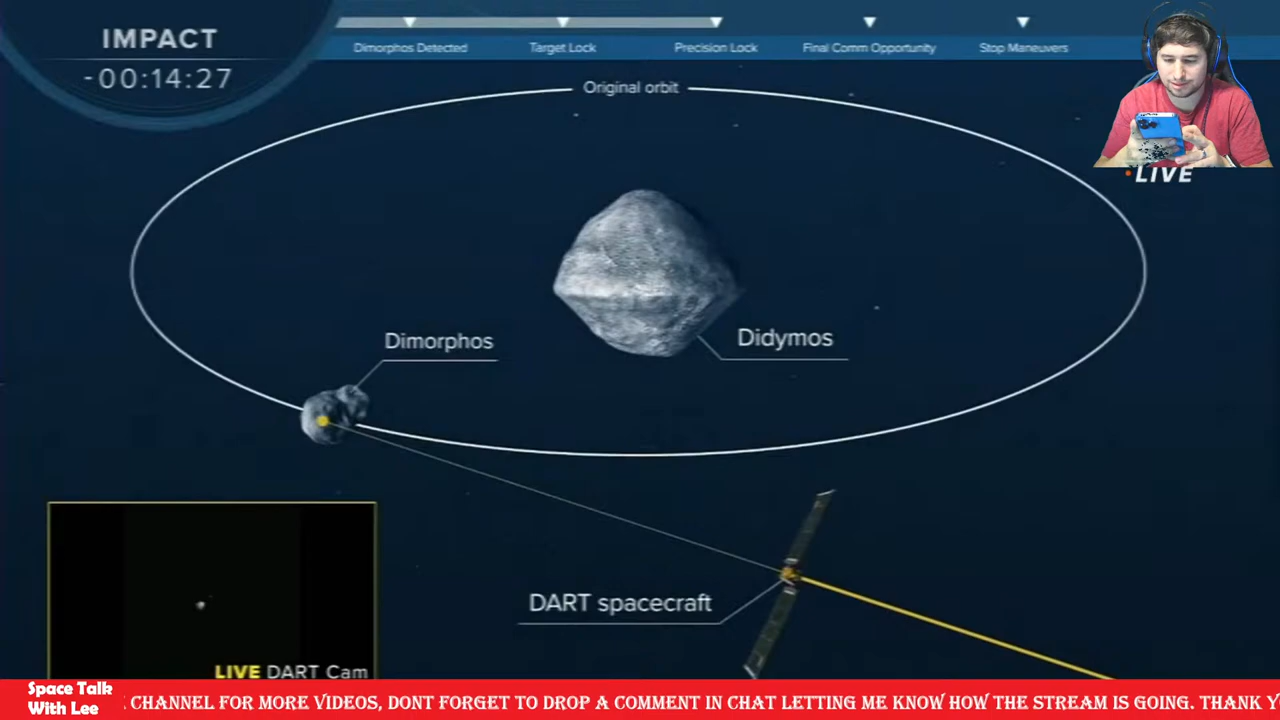 IMPACT
-00:14:27
Dimorphos Detected
Target Lock
Precision Lock
Final Comm Opportunity
Stop Maneuvers
Original orbit
•LIVE
Dimorphos
Didymos
DART spacecraft
LIVE DART Cam
Space Talk
With Lee
CHANNEL FOR MORE VIDEOS, DONT FORGET TO DROP A COMMENT IN CHAT LETTING ME KNOW HOW THE STREAM IS GOING. THANK Y